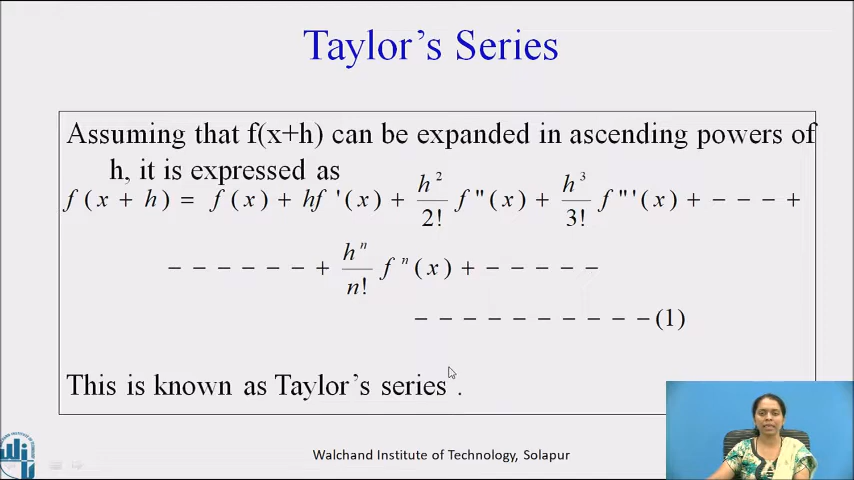 Taylor's Series
Assuming that f(x+h) can be expanded in ascending powers of
h, it is expressed as
f(x + h) = f(x) + hf '(x) + h²/2! f "(x) + h³/3! f "'(x) + − − − +
− − − − − − + hⁿ/n! f ⁿ(x) + − − − − −
− − − − − − − − − − (1)
This is known as Taylor's series .
Walchand Institute of Technology, Solapur